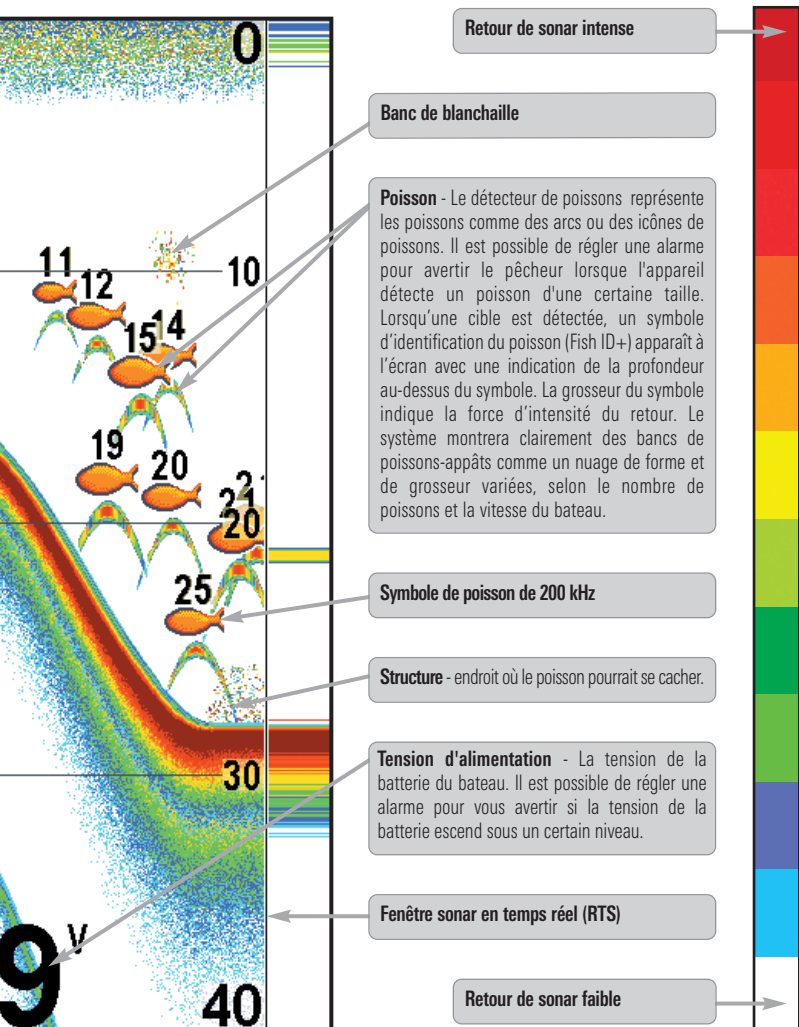 0
Retour de sonar intense
Banc de blanchaille
Poisson - Le détecteur de poissons représente
les poissons comme des arcs ou des icônes de
poissons. Il est possible de régler une alarme
pour avertir le pêcheur lorsque l'appareil
détecte un poisson d'une certaine taille.
Lorsqu'une cible est détectée, un symbole
d'identification du poisson (Fish ID+) apparaît à
l'écran avec une indication de la profondeur
au-dessus du symbole. La grosseur du symbole
indique la force d'intensité du retour. Le
système montrera clairement des bancs de
poissons-appâts comme un nuage de forme et
de grosseur variées, selon le nombre de
poissons et la vitesse du bateau.
11
10
12
15
14
19
20
21
20
25
Symbole de poisson de 200 kHz
Structure - endroit où le poisson pourrait se cacher.
Tension d'alimentation - La tension de la
batterie du bateau. Il est possible de régler une
alarme pour vous avertir si la tension de la
batterie escend sous un certain niveau.
30
Fenêtre sonar en temps réel (RTS)
9 V
40
Retour de sonar faible